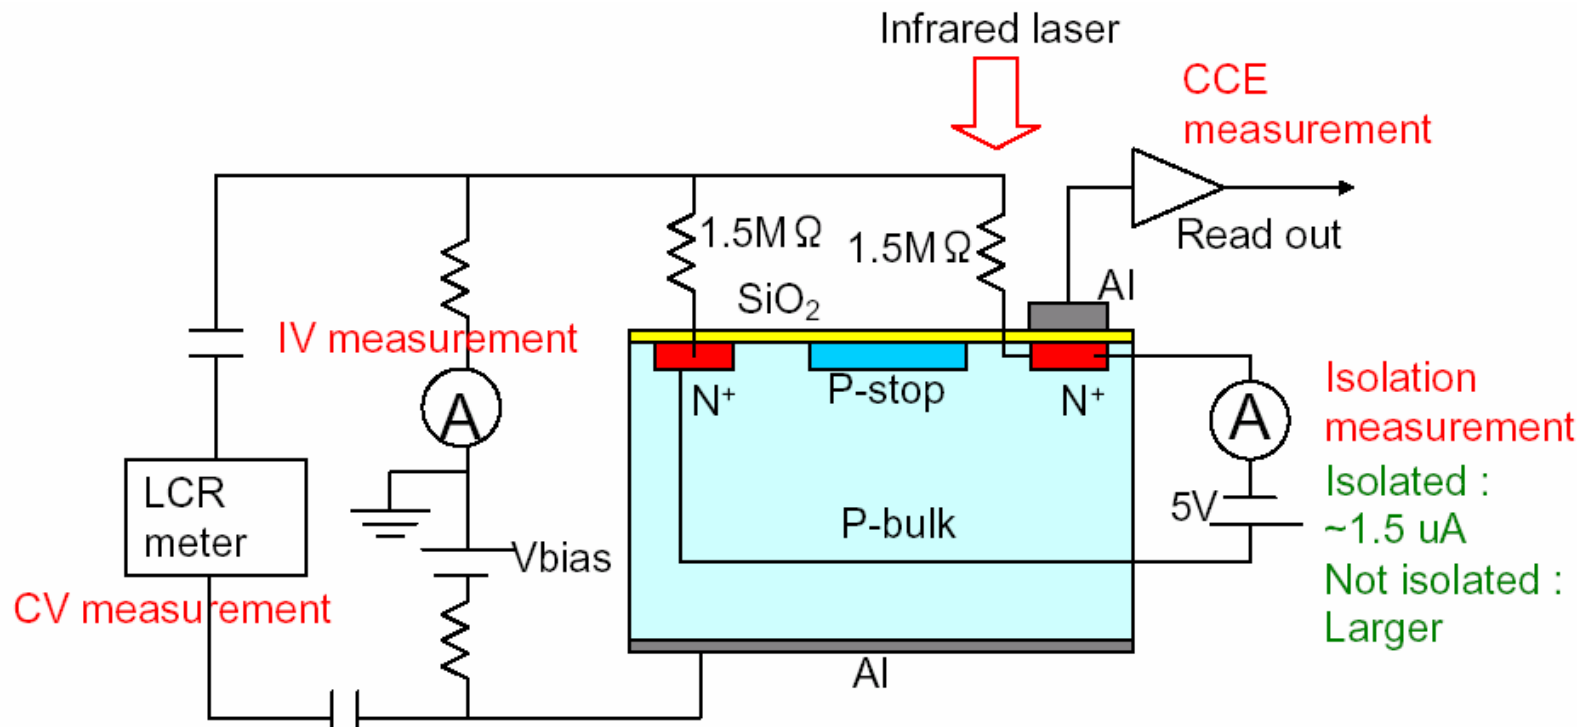 Infrared laser
CCE
measurement
Read out
1.5MΩ
1.5MΩ
Al
SiO₂
IV measurement
A
N⁺
P-stop
N⁺
A
Isolation
measurement
Isolated :
~1.5 uA
Not isolated :
Larger
5V
LCR
meter
P-bulk
Vbias
CV measurement
Al